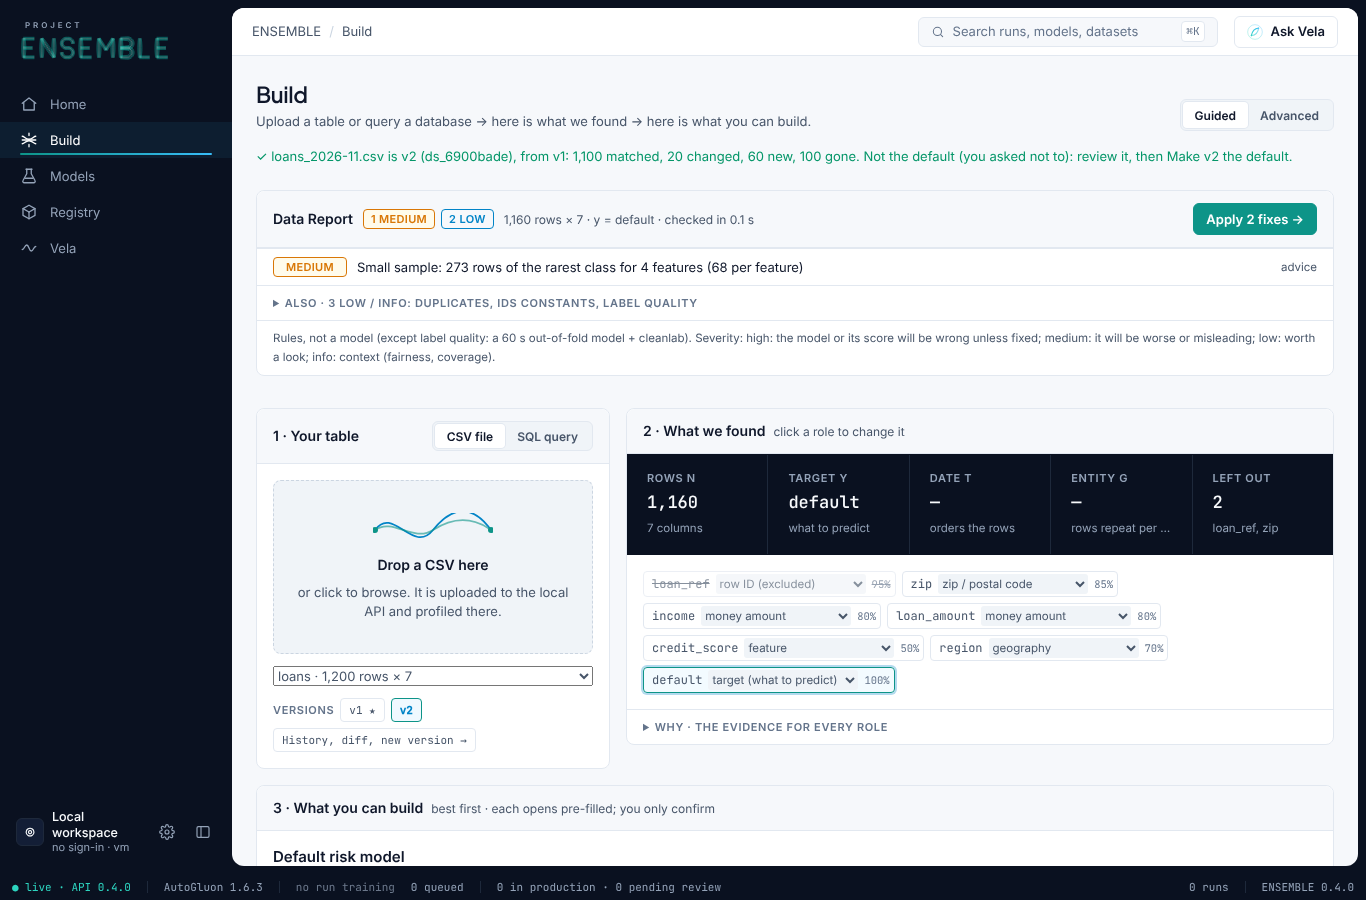 PROJECT
ENSEMBLE
Home
Build
Models
Registry
Vela
Local workspace
no sign-in · vm
ENSEMBLE / Build
Search runs, models, datasets ⌘K
Ask Vela
Build
Upload a table or query a database → here is what we found → here is what you can build.
Guided Advanced
✓ loans_2026-11.csv is v2 (ds_6900bade), from v1: 1,100 matched, 20 changed, 60 new, 100 gone. Not the default (you asked not to): review it, then Make v2 the default.
Data Report 1 MEDIUM 2 LOW 1,160 rows × 7 · y = default · checked in 0.1 s
Apply 2 fixes →
MEDIUM Small sample: 273 rows of the rarest class for 4 features (68 per feature) advice
▸ ALSO · 3 LOW / INFO: DUPLICATES, IDS CONSTANTS, LABEL QUALITY
Rules, not a model (except label quality: a 60 s out-of-fold model + cleanlab). Severity: high: the model or its score will be wrong unless fixed; medium: it will be worse or misleading; low: worth
a look; info: context (fairness, coverage).
1 · Your table CSV file SQL query
Drop a CSV here
or click to browse. It is uploaded to the local
API and profiled there.
loans · 1,200 rows × 7
VERSIONS v1 ★ v2
History, diff, new version →
2 · What we found click a role to change it
ROWS N TARGET Y DATE T ENTITY G LEFT OUT
1,160 default – – 2
7 columns what to predict orders the rows rows repeat per ... loan_ref, zip
loan_ref row ID (excluded) 95% zip zip / postal code 85%
income money amount 80% loan_amount money amount 80%
credit_score feature 50% region geography 70%
default target (what to predict) 100%
▸ WHY · THE EVIDENCE FOR EVERY ROLE
3 · What you can build best first · each opens pre-filled; you only confirm
Default risk model
● live · API 0.4.0 AutoGluon 1.6.3 no run training 0 queued 0 in production · 0 pending review 0 runs ENSEMBLE 0.4.0